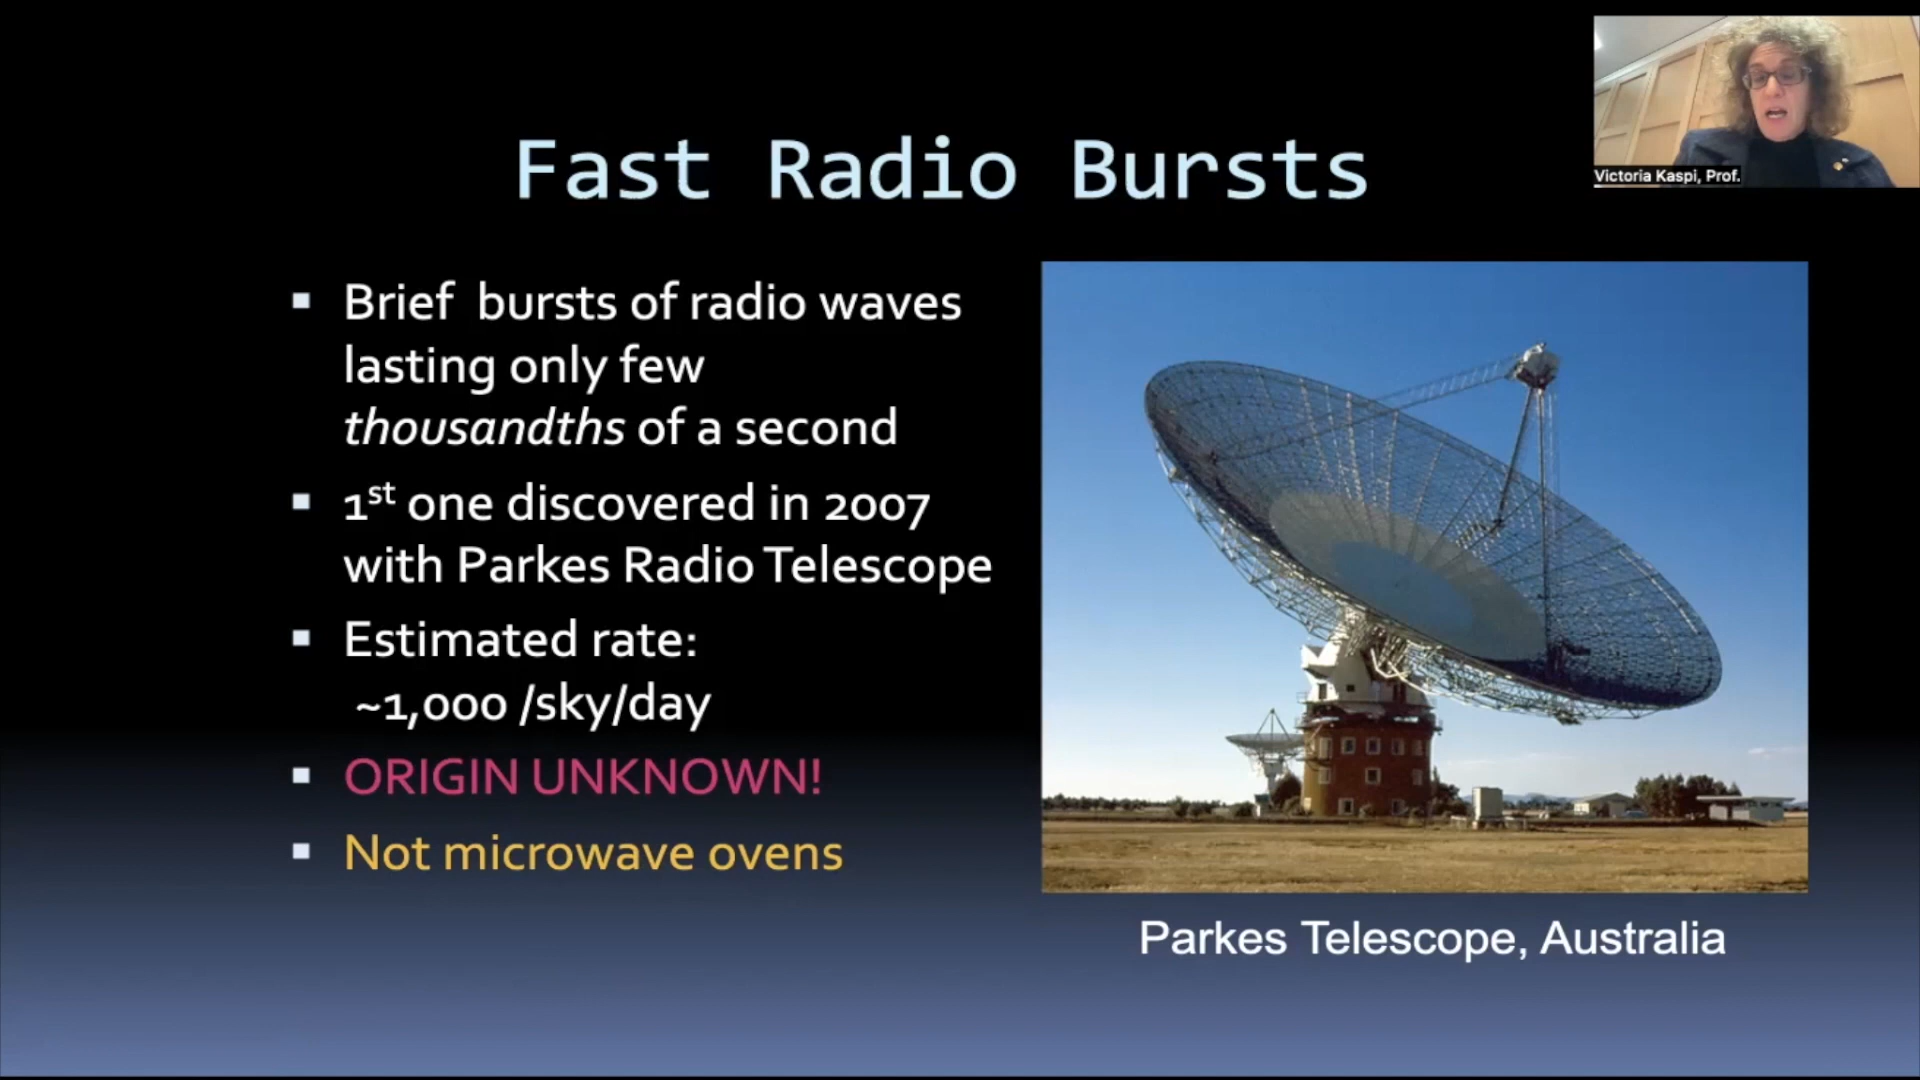 Victoria Kaspi, Prof.
Fast Radio Bursts
Brief bursts of radio waves
lasting only few
thousandths of a second
1st one discovered in 2007
with Parkes Radio Telescope
Estimated rate:
~1,000 /sky/day
ORIGIN UNKNOWN!
Not microwave ovens
Parkes Telescope, Australia